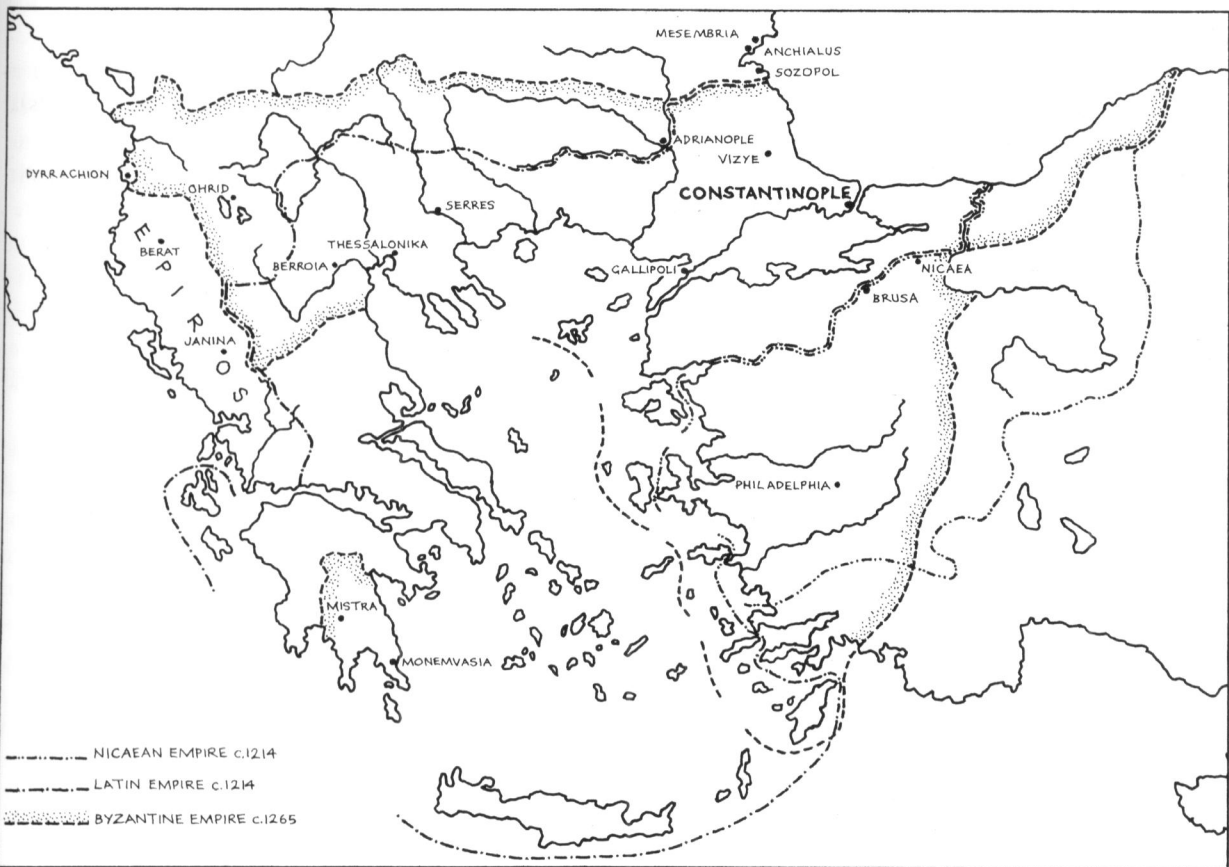 MESEMBRIA
ANCHIALUS
SOZOPOL
ADRIANOPLE
VIZYE
DYRRACHION
OHRID
CONSTANTINOPLE
SERRES
BERAT
THESSALONIKA
BERROIA
GALLIPOLI
NICAEA
BRUSA
EPIROS
JANINA
PHILADELPHIA
MISTRA
MONEMVASIA
NICAEAN EMPIRE c.1214
LATIN EMPIRE c.1214
BYZANTINE EMPIRE c.1265